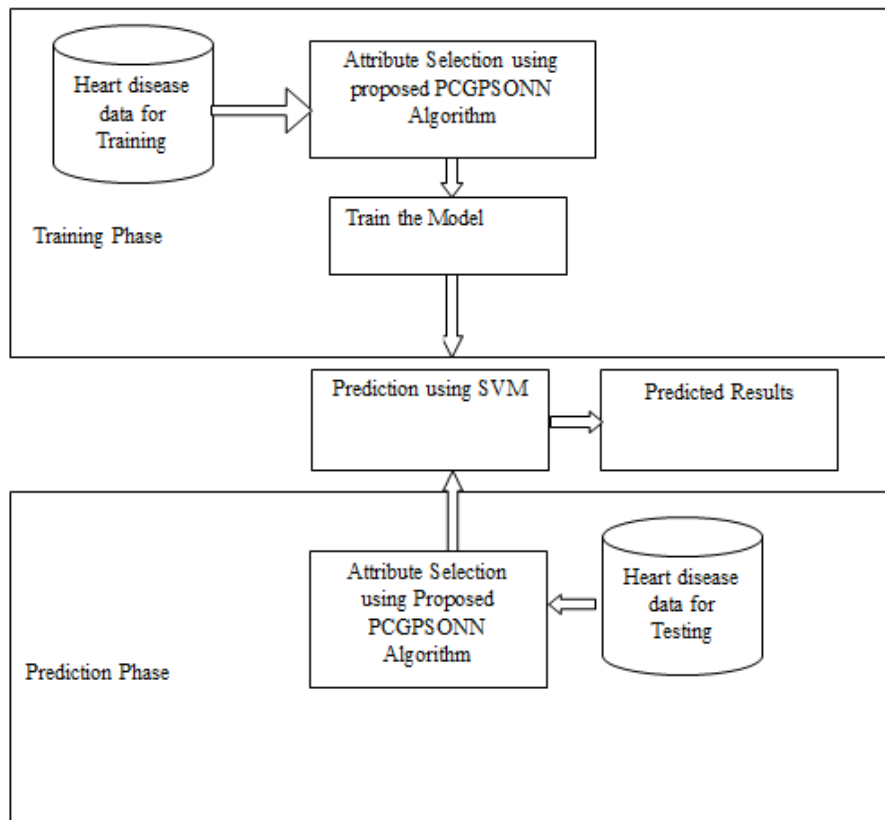 Heart disease
data for
Training
Attribute Selection using
proposed PCGPSONN
Algorithm
Training Phase
Train the Model
Prediction using SVM
Predicted Results
Attribute Selection
using Proposed
PCGPSONN
Algorithm
Heart disease
data for
Testing
Prediction Phase